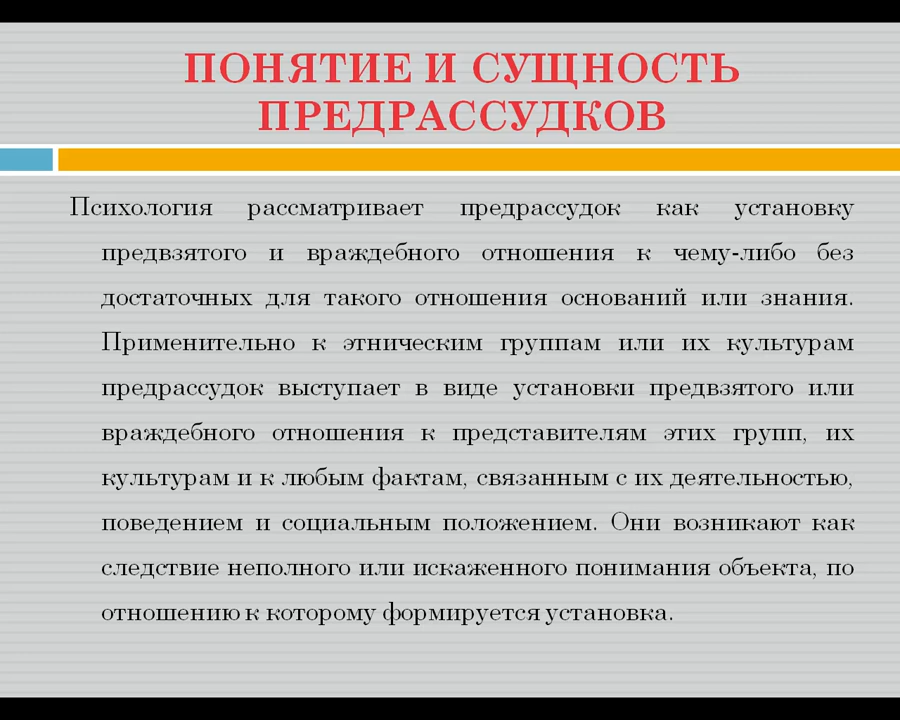 ПОНЯТИЕ И СУЩНОСТЬ
ПРЕДРАССУДКОВ
Психология рассматривает предрассудок как установку
предвзятого и враждебного отношения к чему-либо без
достаточных для такого отношения оснований или знания.
Применительно к этническим группам или их культурам
предрассудок выступает в виде установки предвзятого или
враждебного отношения к представителям этих групп, их
культурам и к любым фактам, связанным с их деятельностью,
поведением и социальным положением. Они возникают как
следствие неполного или искаженного понимания объекта, по
отношению к которому формируется установка.